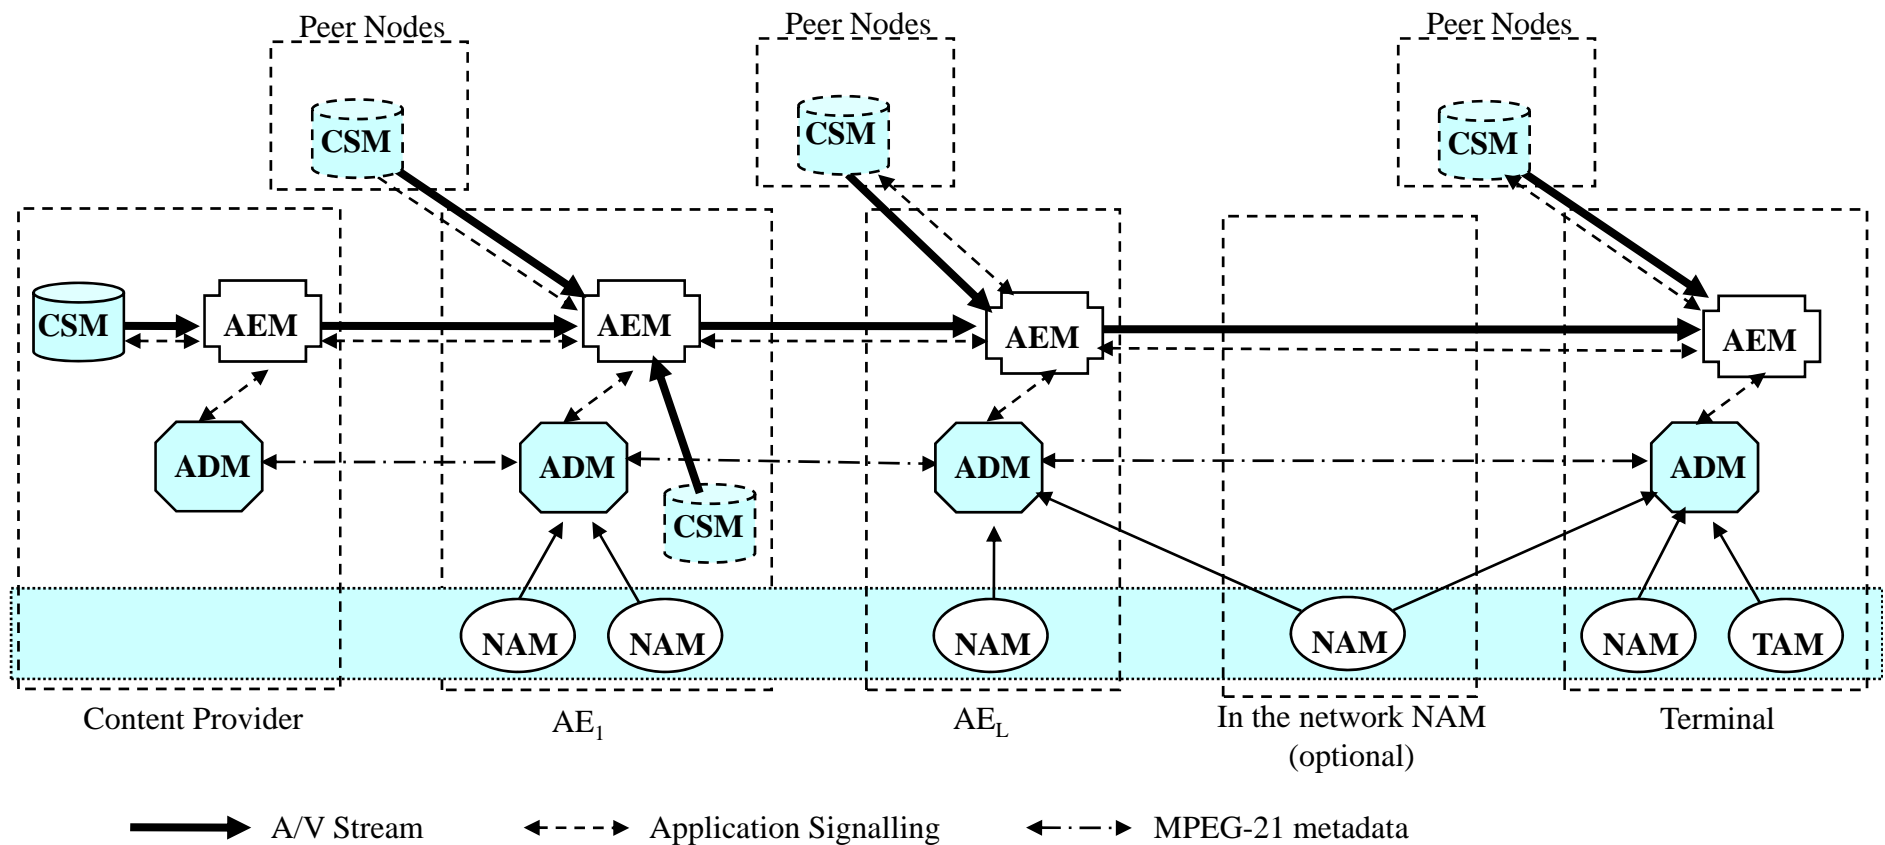 Peer Nodes
Peer Nodes
Peer Nodes
CSM
CSM
CSM
CSM
AEM
AEM
AEM
AEM
ADM
ADM
ADM
ADM
CSM
NAM
NAM
NAM
NAM
NAM
TAM
Content Provider
AE1
AEL
In the network NAM
(optional)
Terminal
A/V Stream
Application Signalling
MPEG-21 metadata